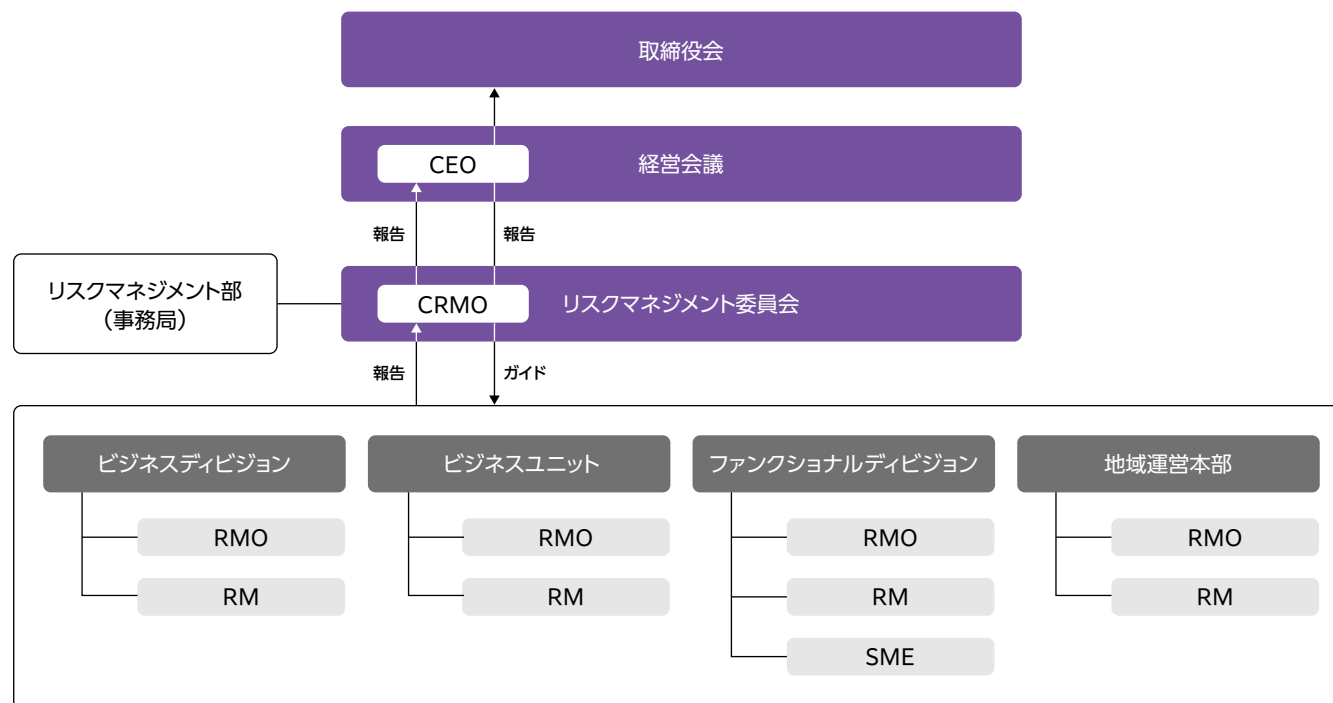 取締役会
CEO
経営会議
報告
報告
リスクマネジメント部
（事務局）
CRMO
リスクマネジメント委員会
報告
ガイド
ビジネスディビジョン
ビジネスユニット
ファンクショナルディビジョン
地域運営本部
RMO
RMO
RMO
RMO
RM
RM
RM
RM
SME